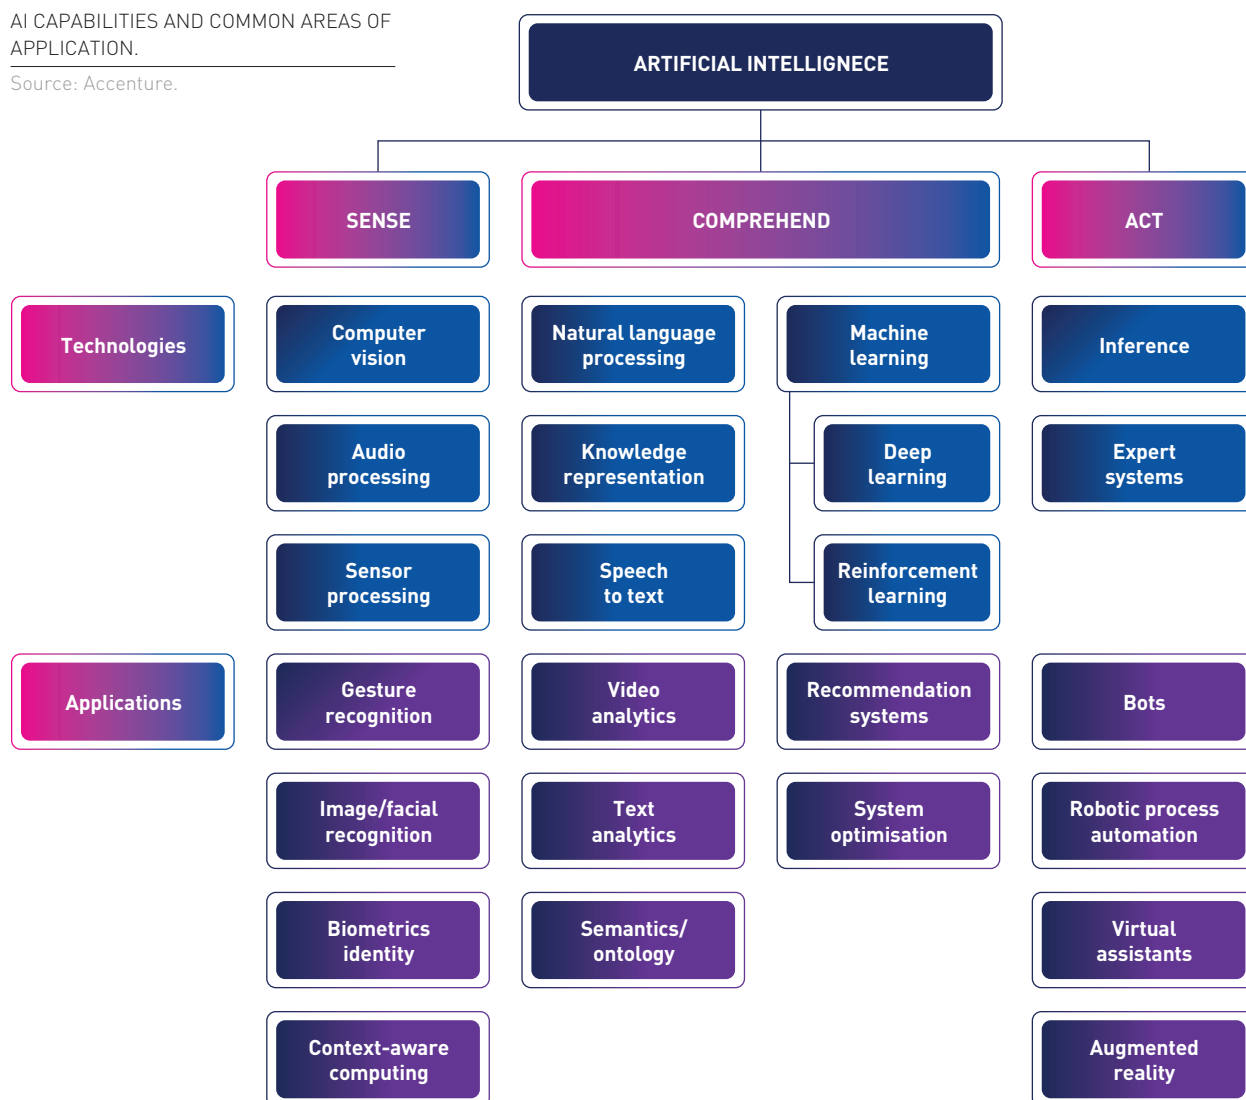 AI CAPABILITIES AND COMMON AREAS OF
APPLICATION.
Source: Accenture.
ARTIFICIAL INTELLIGNECE
SENSE
COMPREHEND
ACT
Technologies
Computer
vision
Natural language
processing
Machine
learning
Inference
Audio
processing
Knowledge
representation
Deep
learning
Expert
systems
Sensor
processing
Speech
to text
Reinforcement
learning
Applications
Gesture
recognition
Video
analytics
Recommendation
systems
Bots
Image/facial
recognition
Text
analytics
System
optimisation
Robotic process
automation
Biometrics
identity
Semantics/
ontology
Virtual
assistants
Context-aware
computing
Augmented
reality